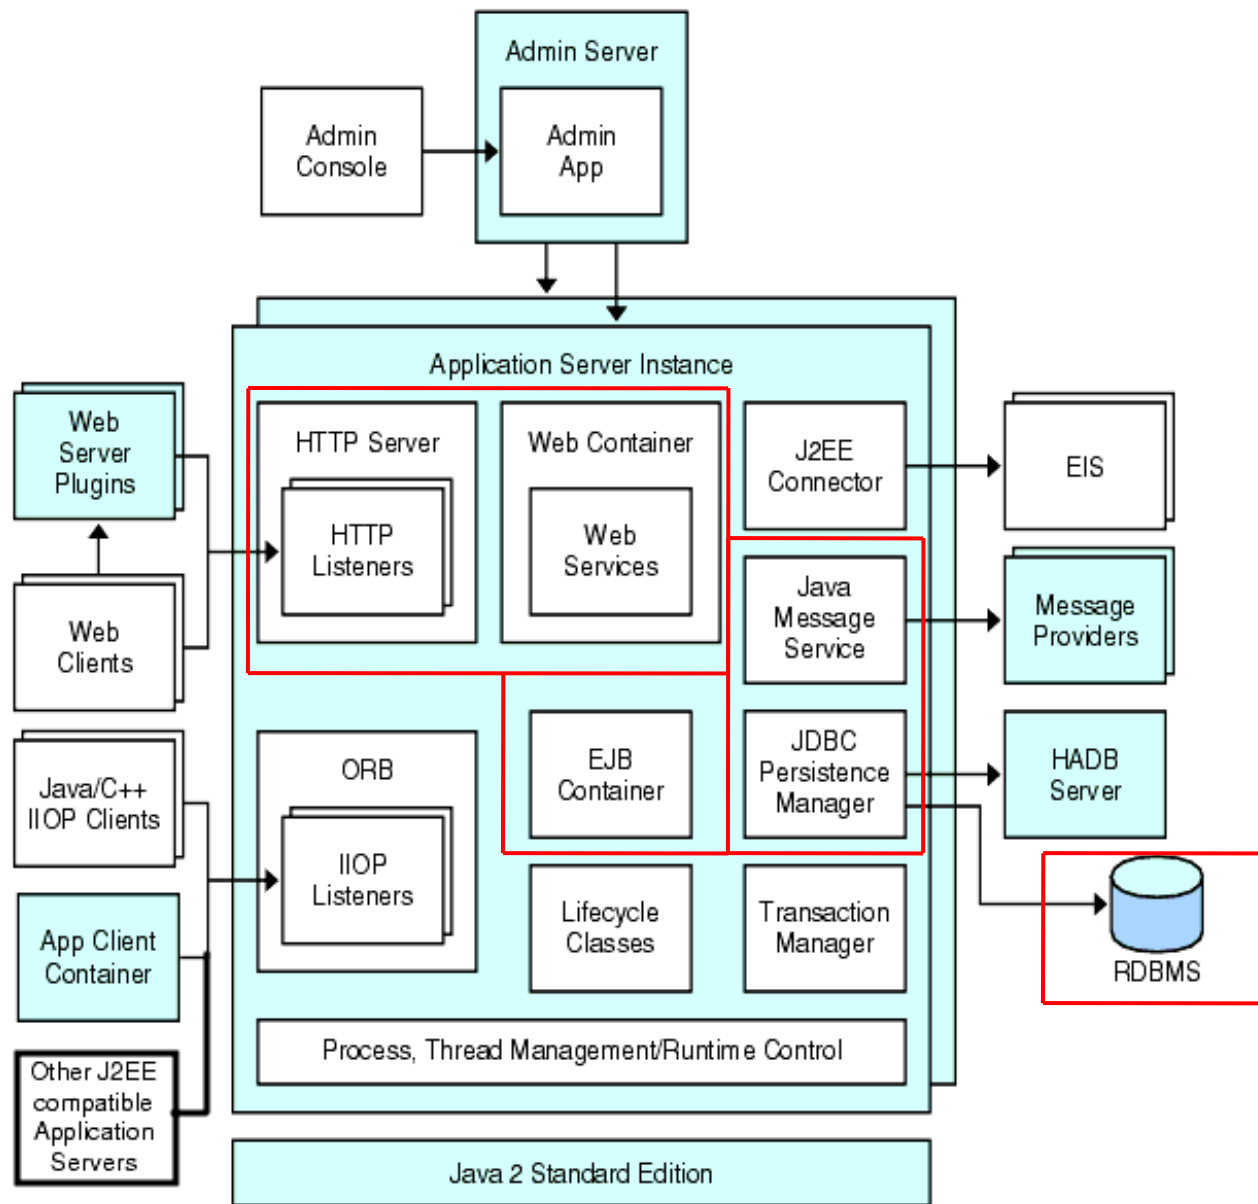 Admin Server
Admin
Console
Admin
App
Application Server Instance
Web
Server
Plugins
HTTP Server
HTTP
Listeners
Web Container
Web
Services
J2EE
Connector
EIS
Web
Clients
Java
Message
Service
Message
Providers
Java/C++
IIOP Clients
ORB
IIOP
Listeners
EJB
Container
JDBC
Persistence
Manager
HADB
Server
App Client
Container
Lifecycle
Classes
Transaction
Manager
RDBMS
Other J2EE
compatible
Application
Servers
Process, Thread Management/Runtime Control
Java 2 Standard Edition